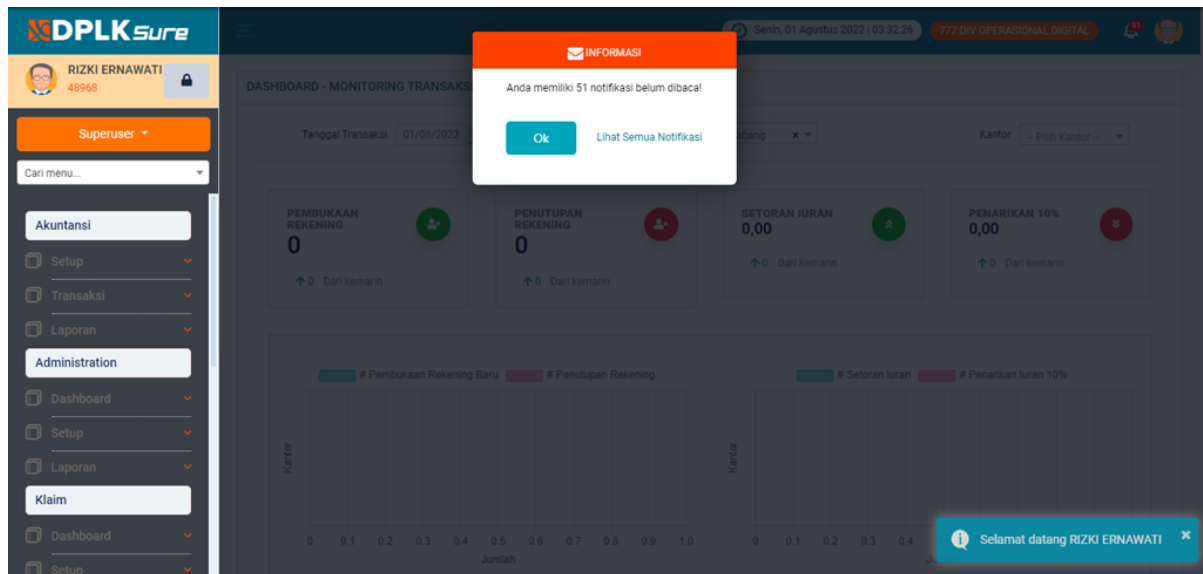 DPLKSure
RIZKI ERNAWATI
48968
Superuser
Cari menu...
Akuntansi
Setup
Transaksi
Laporan
Administration
Dashboard
Setup
Laporan
Klaim
Dashboard
Setup
Senin, 01 Agustus 2022 | 03:32:26
777:DIV OPERASIONAL DIGITAL
51
INFORMASI
Anda memiliki 51 notifikasi belum dibaca!
Ok
Lihat Semua Notifikasi
DASHBOARD - MONITORING TRANSAKS
Tanggal Transaksi
01/08/2022
abang
Kantor
-- Pilih Kantor --
PEMBUKAAN
REKENING
0
0 Dari kemarin
PENUTUPAN
REKENING
0
0 Dari kemarin
SETORAN IURAN
0,00
0 Dari kemarin
PENARIKAN 10%
0,00
0 Dari kemarin
# Pembukaan Rekening Baru # Penutupan Rekening
Kantor
0 0.1 0.2 0.3 0.4 0.5 0.6 0.7 0.8 0.9 1.0
Jumlah
# Setoran Iuran # Penarikan Iuran 10%
Kantor
0 0.1 0.2 0.3 0.4
Selamat datang RIZKI ERNAWATI